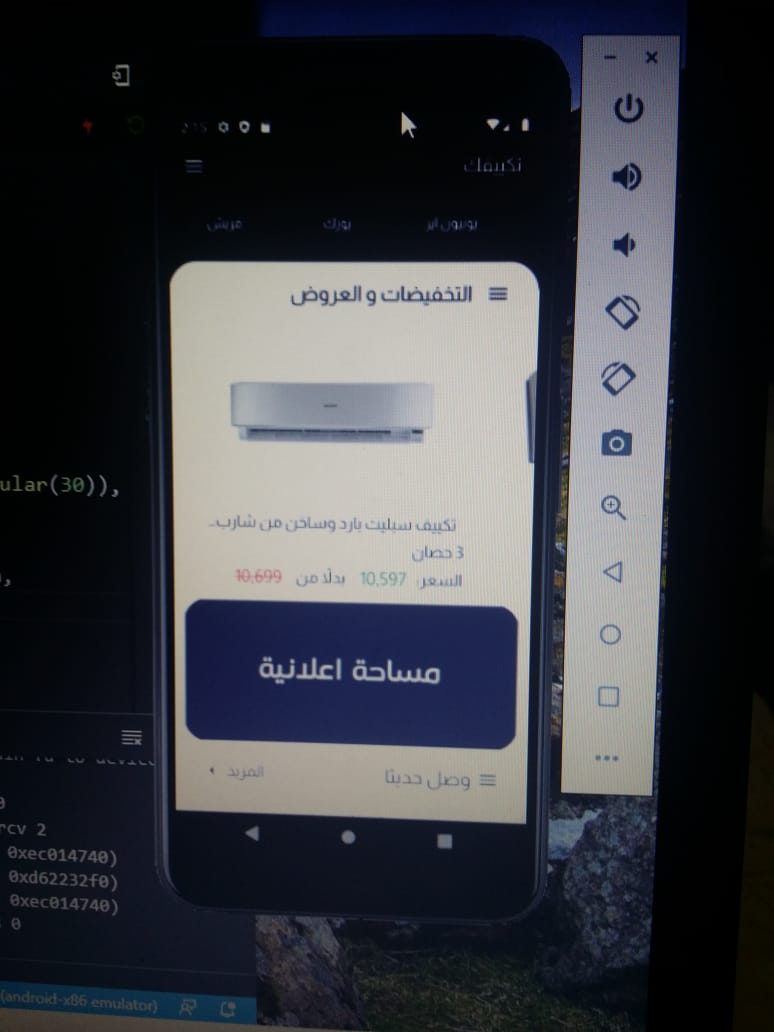 2:15
تكييفك
يونيون اير يورك فريش
التخفيضات و العروض
تكييف سبليت بارد وساخن من شارب...
3 حصان
السعر: 10,597 بدلًا من 10,699
مساحة اعلانية
وصل حديثا
المزيد
ular(30)),
,
0
rcv 2
0xec014740)
0xd62232f0)
0xec014740)
0
(android-x86 emulator)